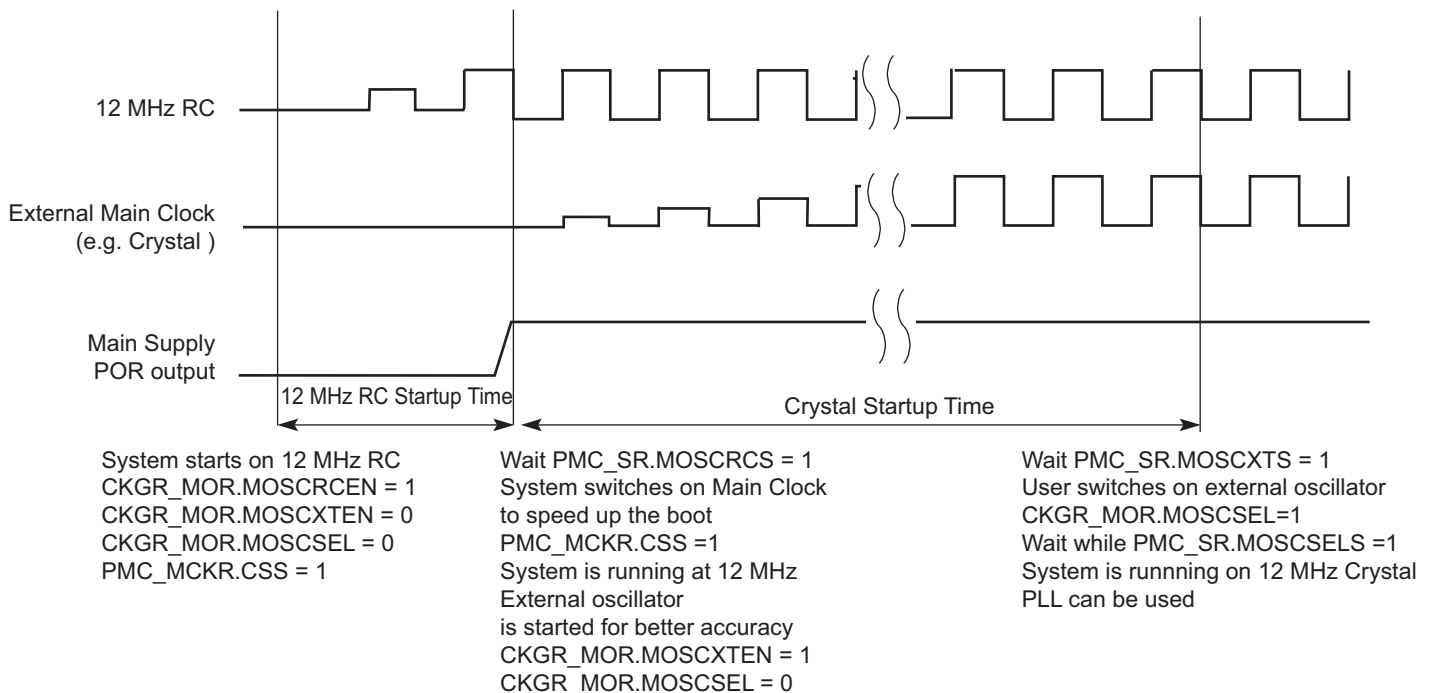 12 MHz RC
External Main Clock
(e.g. Crystal )
Main Supply
POR output
12 MHz RC Startup Time
Crystal Startup Time
System starts on 12 MHz RC
CKGR_MOR.MOSCRCEN = 1
CKGR_MOR.MOSCXTEN = 0
CKGR_MOR.MOSCSEL = 0
PMC_MCKR.CSS = 1
Wait PMC_SR.MOSCRCS = 1
System switches on Main Clock
to speed up the boot
PMC_MCKR.CSS =1
System is running at 12 MHz
External oscillator
is started for better accuracy
CKGR_MOR.MOSCXTEN = 1
CKGR_MOR.MOSCSEL = 0
Wait PMC_SR.MOSCXTS = 1
User switches on external oscillator
CKGR_MOR.MOSCSEL=1
Wait while PMC_SR.MOSCSELS =1
System is runnning on 12 MHz Crystal
PLL can be used